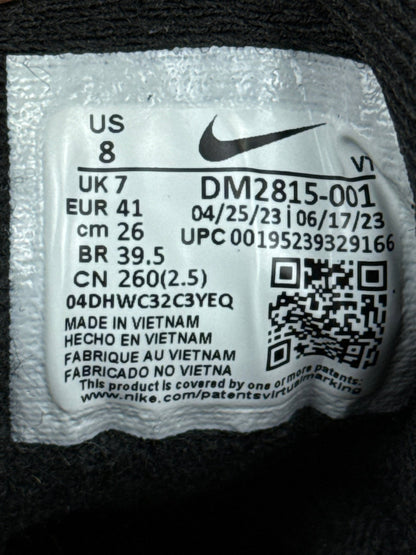 US
8
VT
UK 7
DM2815-001
EUR 41
04/25/23 | 06/17/23
cm 26
UPC 00195239329166
BR 39.5
CN 260(2.5)
04DHWC32C3YEQ
MADE IN VIETNAM
HECHO EN VIETNAM
FABRIQUE AU VIETNAM
FABRICADO NO VIETNA
This product is covered by one or more patents:
www.nike.com/patentsvirtualmarking